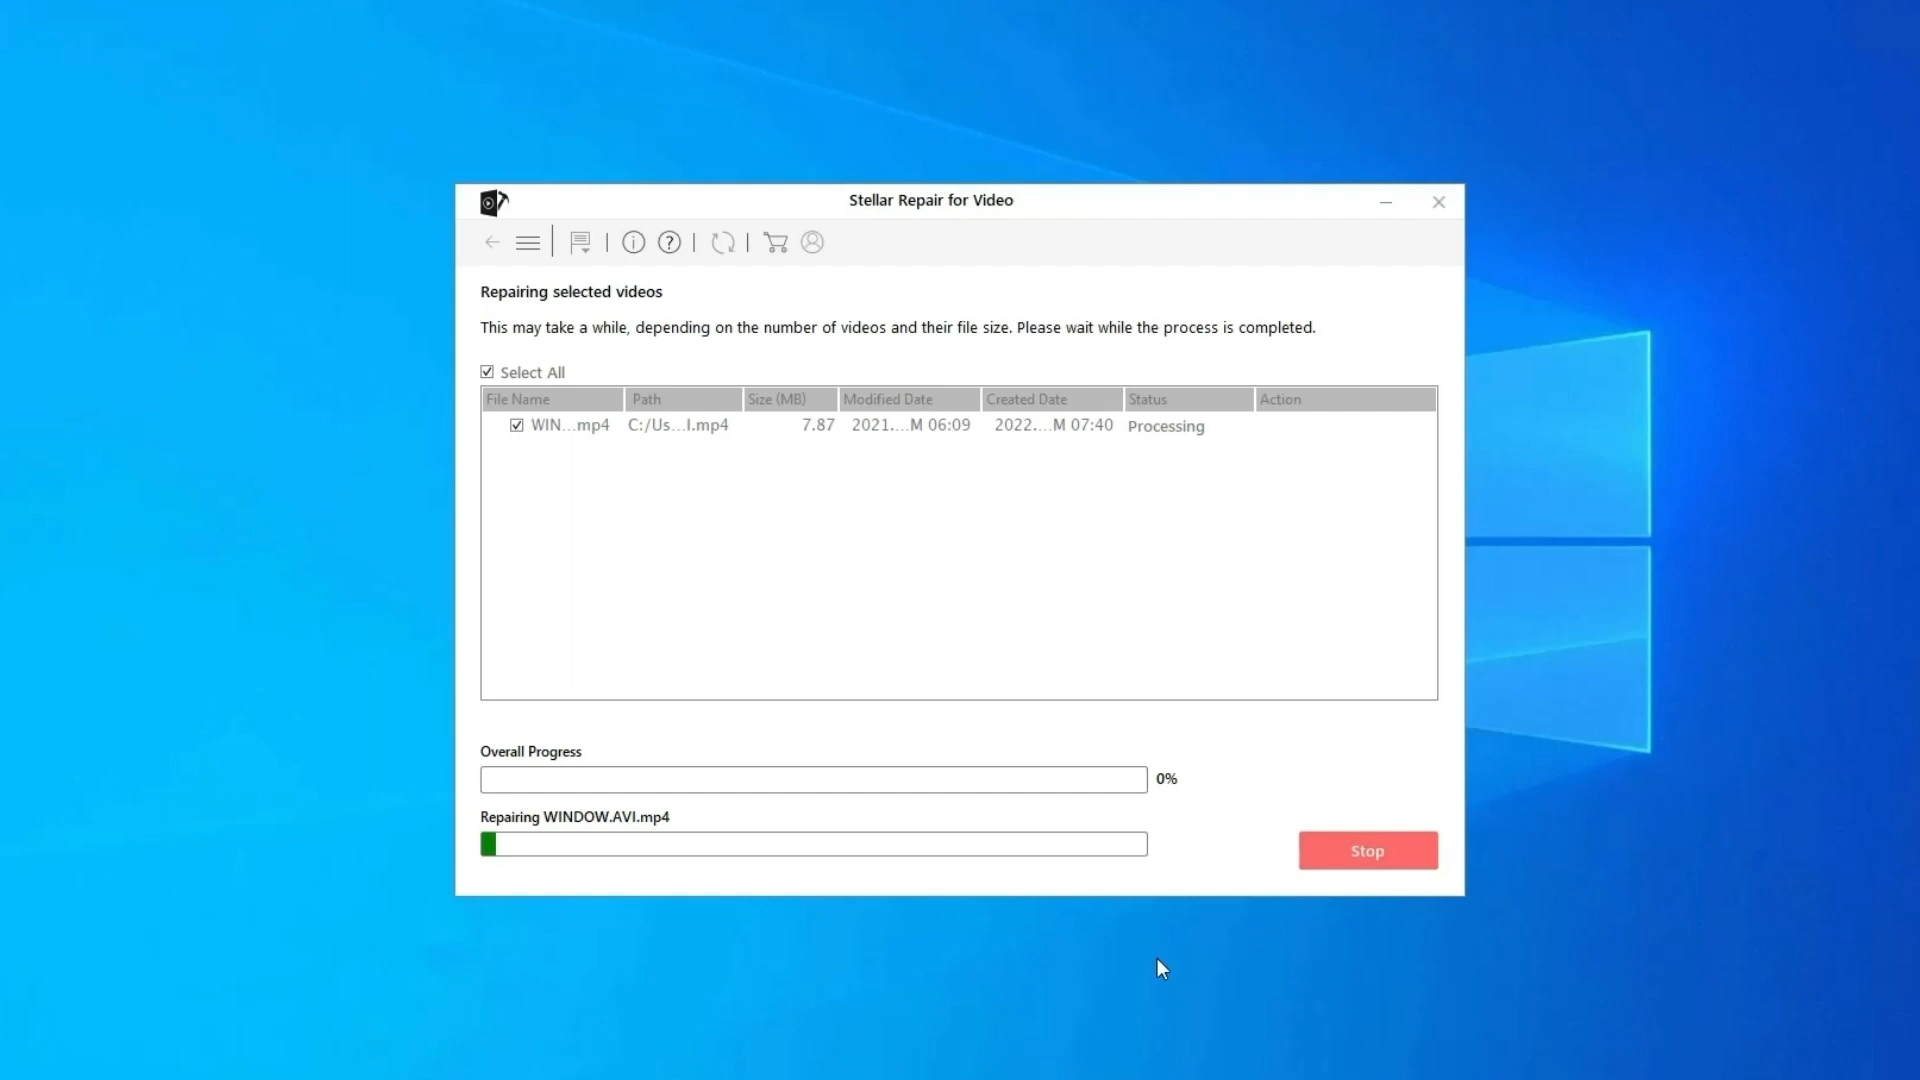 Stellar Repair for Video
Repairing selected videos
This may take a while, depending on the number of videos and their file size. Please wait while the process is completed.
Select All
File Name Path Size (MB) Modified Date Created Date Status Action
WIN...mp4 C:/Us...I.mp4 7.87 2021....M 06:09 2022....M 07:40 Processing
Overall Progress
0%
Repairing WINDOW.AVI.mp4
Stop